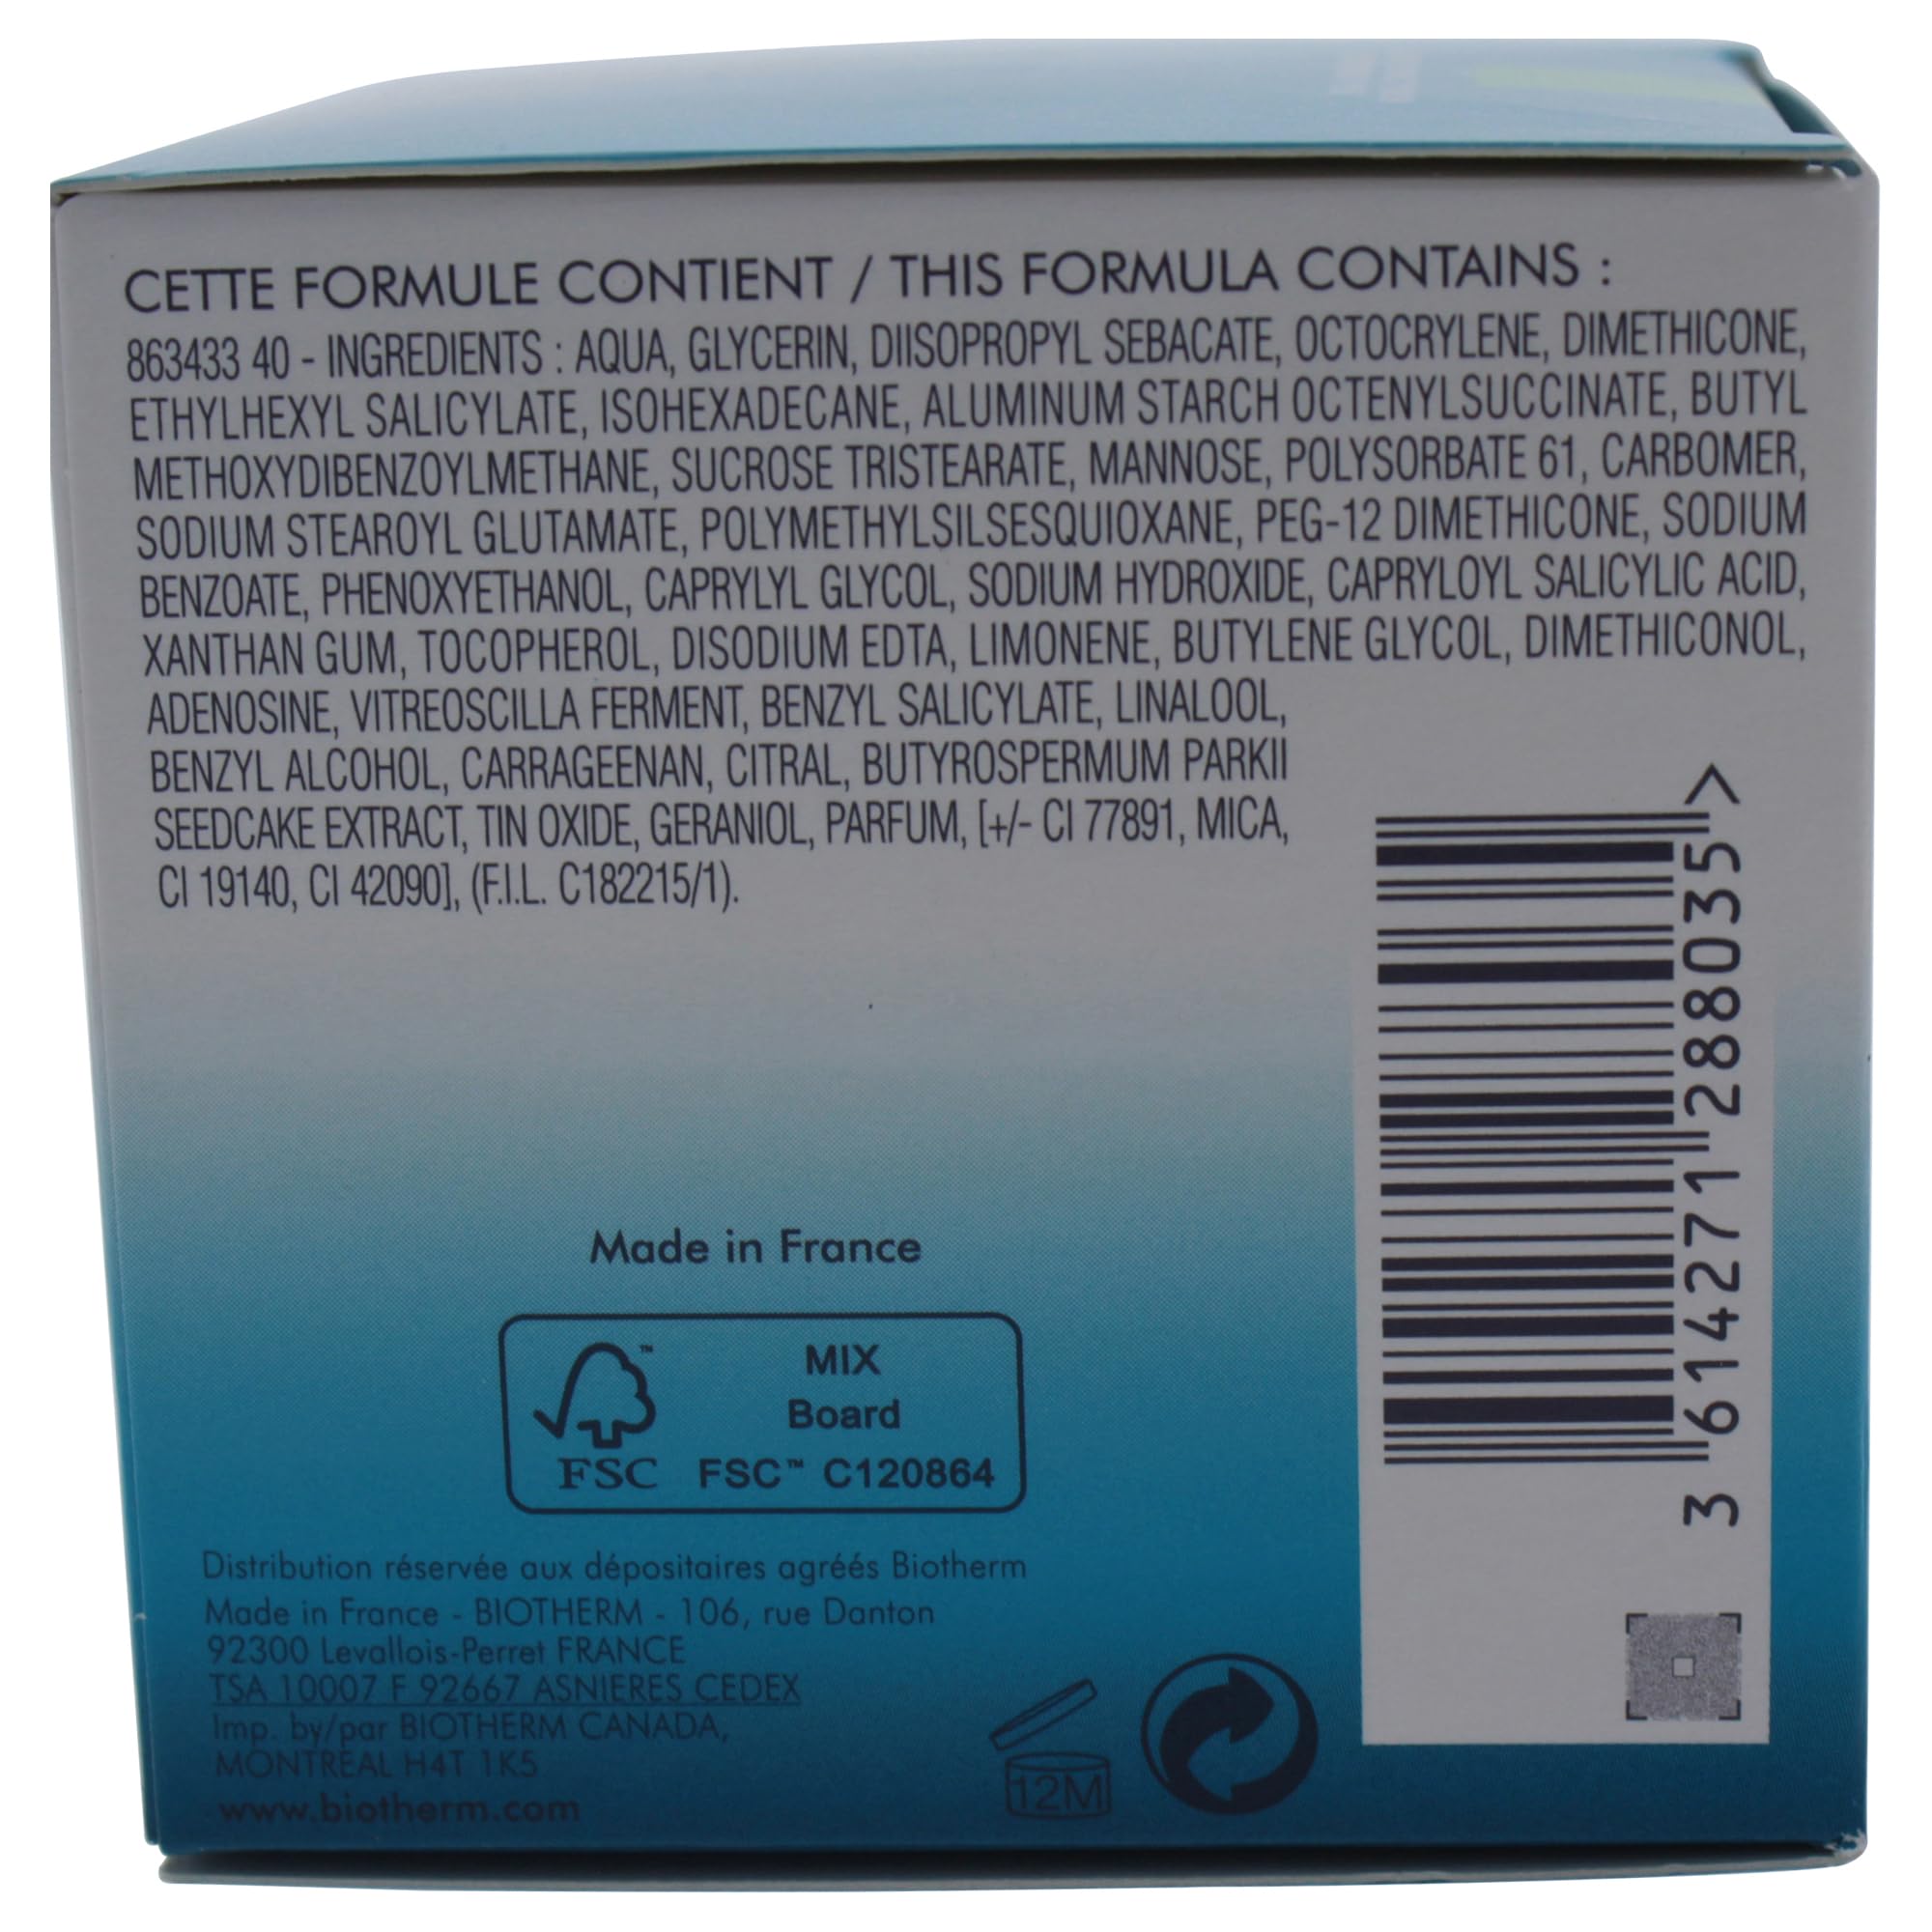 CETTE FORMULE CONTIENT / THIS FORMULA CONTAINS :
863433 40 - INGREDIENTS : AQUA, GLYCERIN, DIISOPROPYL SEBACATE, OCTOCRYLENE, DIMETHICONE,
ETHYLHEXYL SALICYLATE, ISOHEXADECANE, ALUMINUM STARCH OCTENYLSUCCINATE, BUTYL
METHOXYDIBENZOYLMETHANE, SUCROSE TRISTEARATE, MANNOSE, POLYSORBATE 61, CARBOMER,
SODIUM STEAROYL GLUTAMATE, POLYMETHYLSILSESQUIOXANE, PEG-12 DIMETHICONE, SODIUM
BENZOATE, PHENOXYETHANOL, CAPRYLYL GLYCOL, SODIUM HYDROXIDE, CAPRYLOYL SALICYLIC ACID,
XANTHAN GUM, TOCOPHEROL, DISODIUM EDTA, LIMONENE, BUTYLENE GLYCOL, DIMETHICONOL,
ADENOSINE, VITREOSCILLA FERMENT, BENZYL SALICYLATE, LINALOOL,
BENZYL ALCOHOL, CARRAGEENAN, CITRAL, BUTYROSPERMUM PARKII
SEEDCAKE EXTRACT, TIN OXIDE, GERANIOL, PARFUM, [+/- CI 77891, MICA,
CI 19140, CI 42090], (F.I.L. C182215/1).
3 614271 288035 >
Made in France
MIX
Board
FSC FSC™ C120864
Distribution réservée aux dépositaires agréés Biotherm
Made in France - BIOTHERM - 106, rue Danton
92300 Levallois-Perret FRANCE
TSA 10007 F 92667 ASNIERES CEDEX
Imp. by/par BIOTHERM CANADA,
MONTRÉAL H4T 1K5
www.biotherm.com
12M